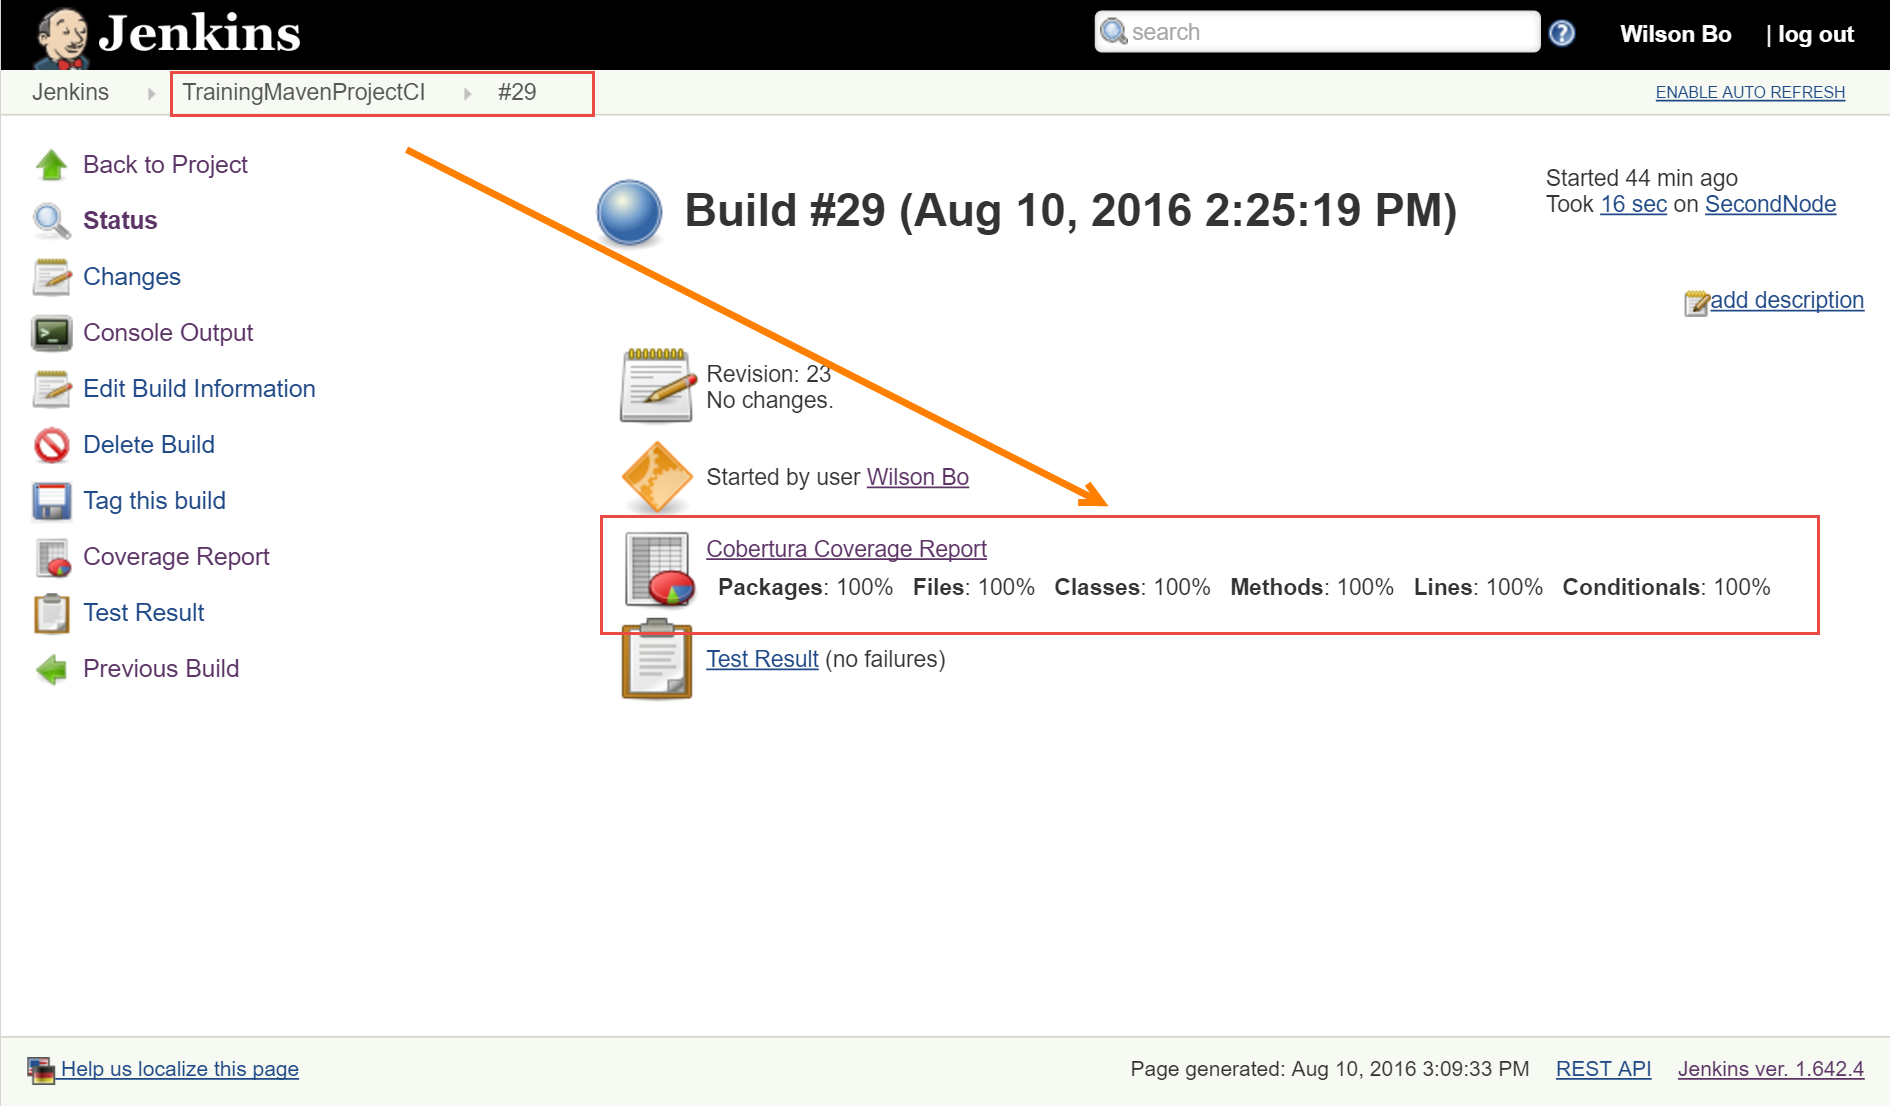 Jenkins
search
Wilson Bo | log out
Jenkins TrainingMavenProjectCI #29
ENABLE AUTO REFRESH
Back to Project
Status
Changes
Console Output
Edit Build Information
Delete Build
Tag this build
Coverage Report
Test Result
Previous Build
Build #29 (Aug 10, 2016 2:25:19 PM)
Started 44 min ago
Took 16 sec on SecondNode
add description
Revision: 23
No changes.
Started by user Wilson Bo
Cobertura Coverage Report
Packages: 100% Files: 100% Classes: 100% Methods: 100% Lines: 100% Conditionals: 100%
Test Result (no failures)
Help us localize this page
Page generated: Aug 10, 2016 3:09:33 PM REST API Jenkins ver. 1.642.4